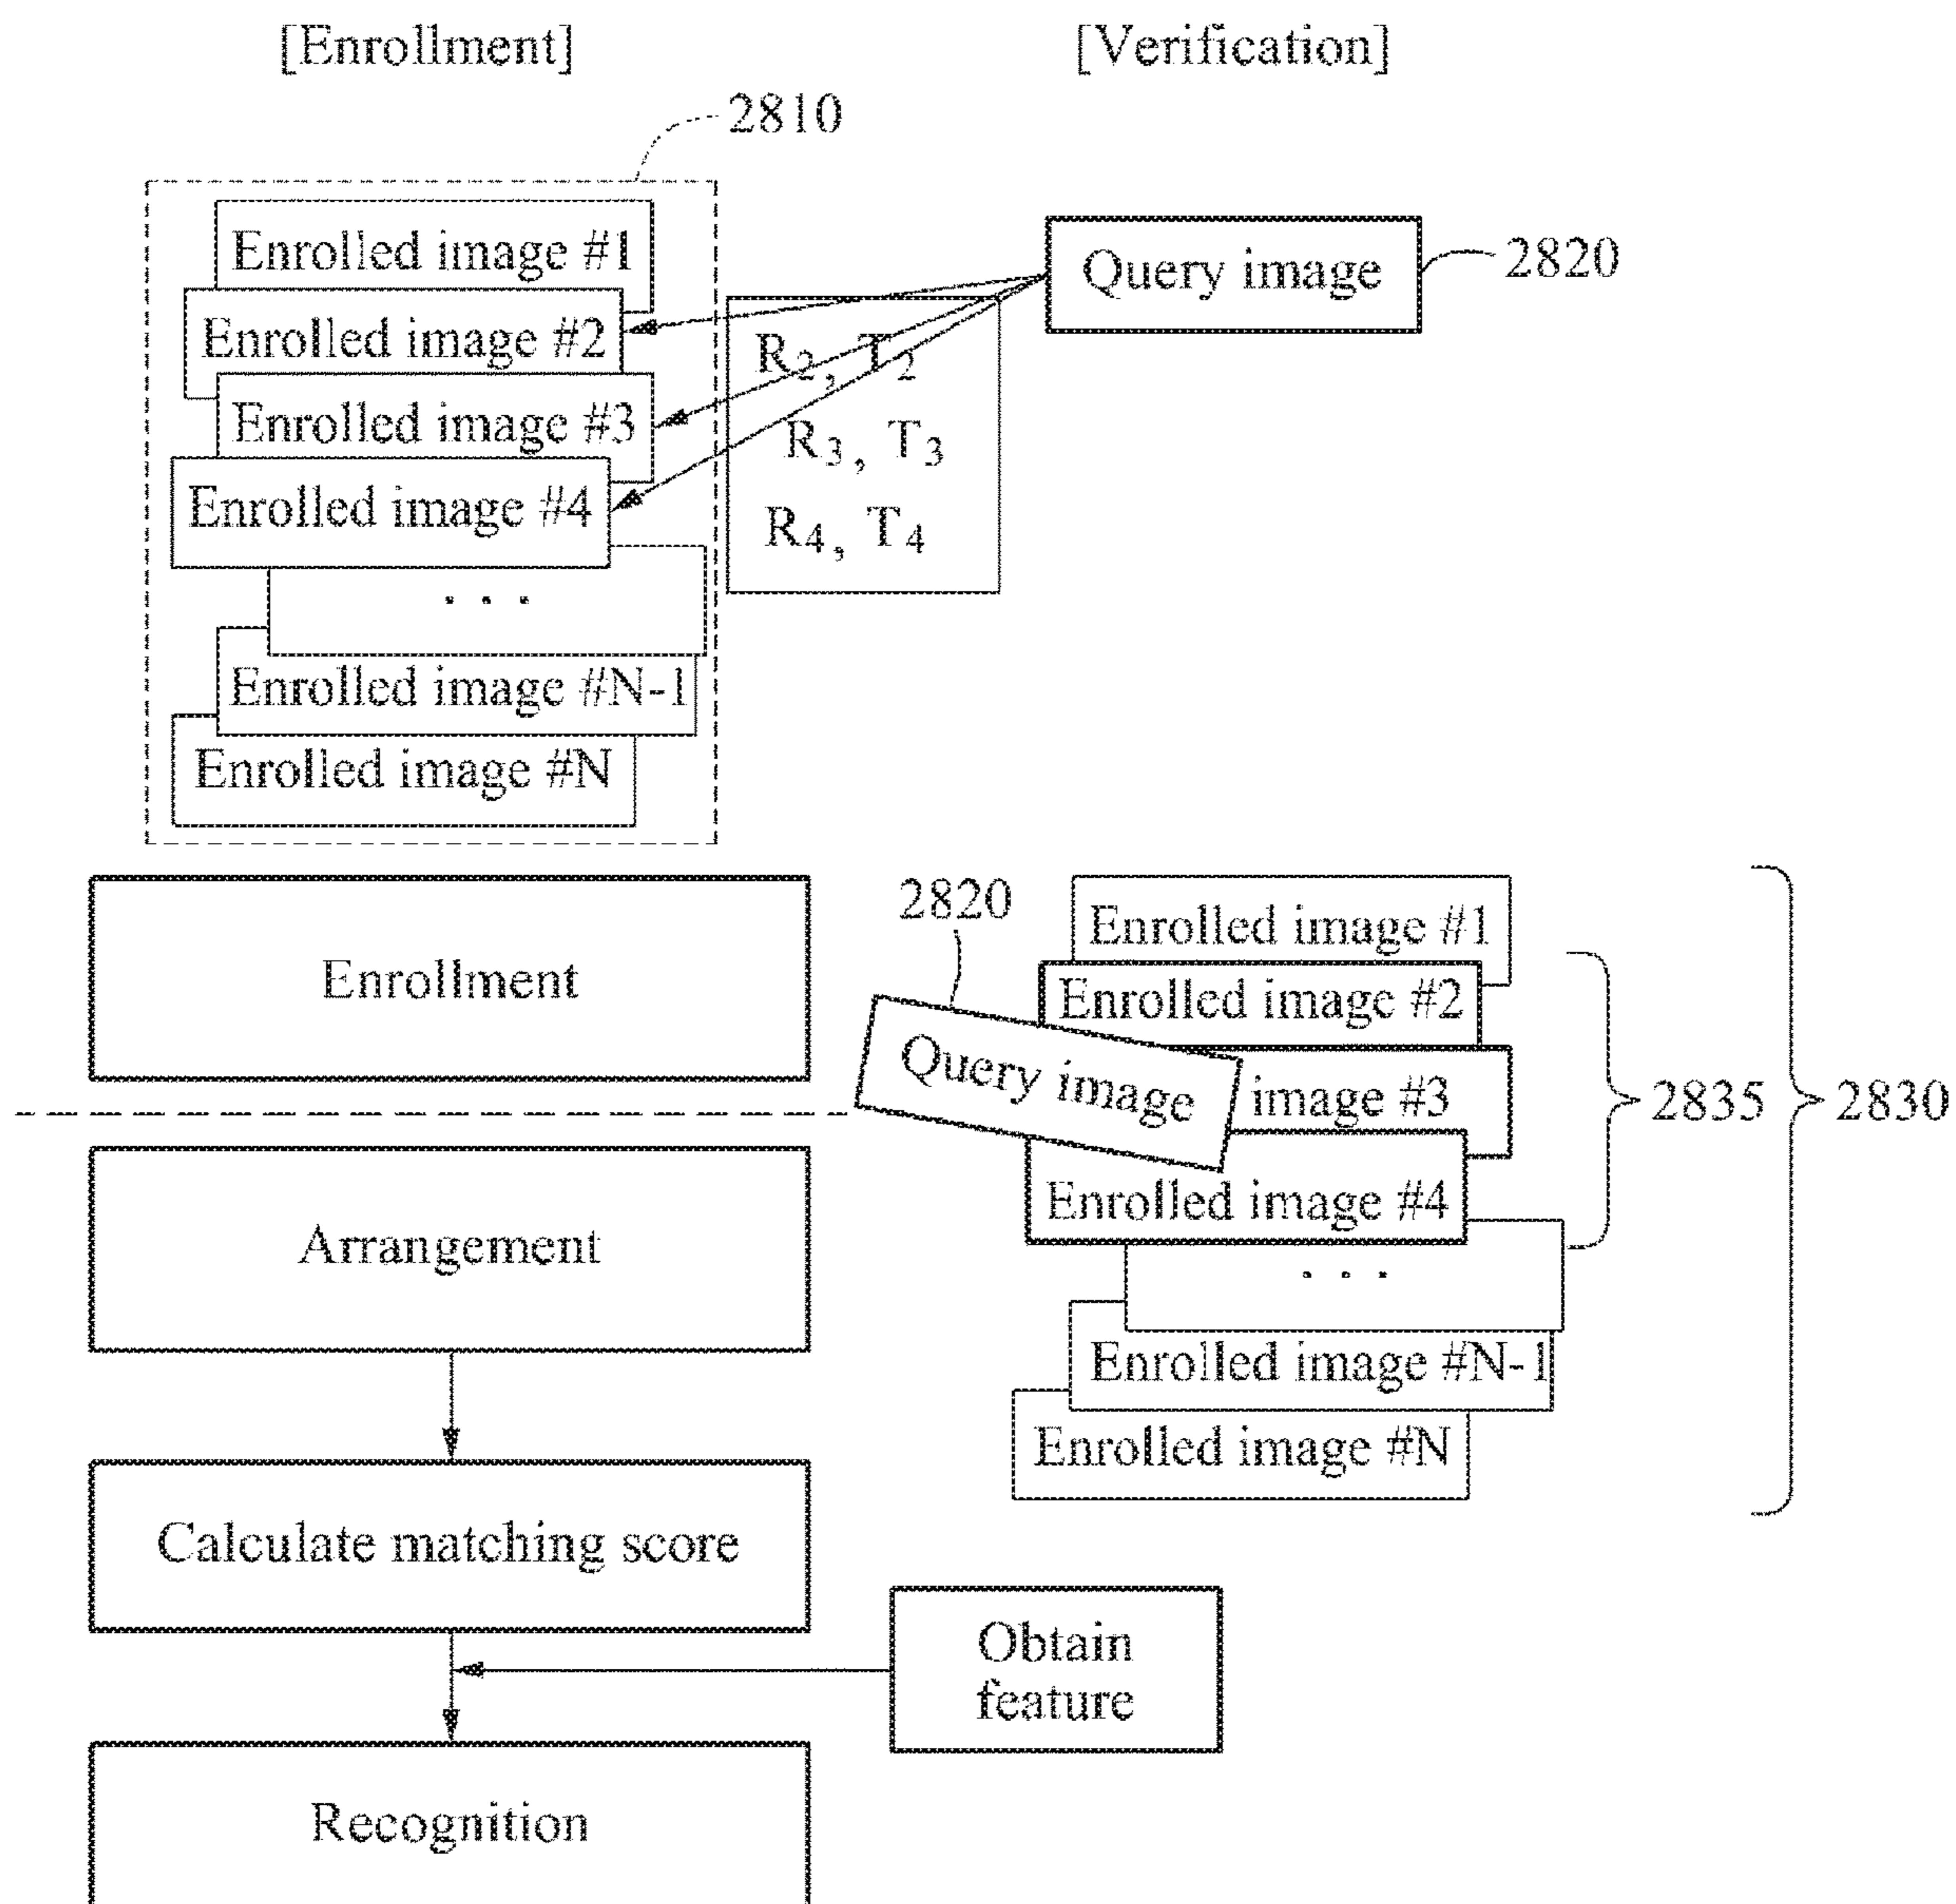 [Enrollment]
[Verification]
2810
Enrolled image #1
Query image
2820
Enrolled image #2
R2, T2
Enrolled image #3
R3, T3
Enrolled image #4
R4, T4
. . .
Enrolled image #N-1
Enrolled image #N
Enrollment
2820
Enrolled image #1
Enrolled image #2
Query image
image #3
2835
2830
Enrolled image #4
. . .
Enrolled image #N-1
Enrolled image #N
Arrangement
Calculate matching score
Obtain
feature
Recognition